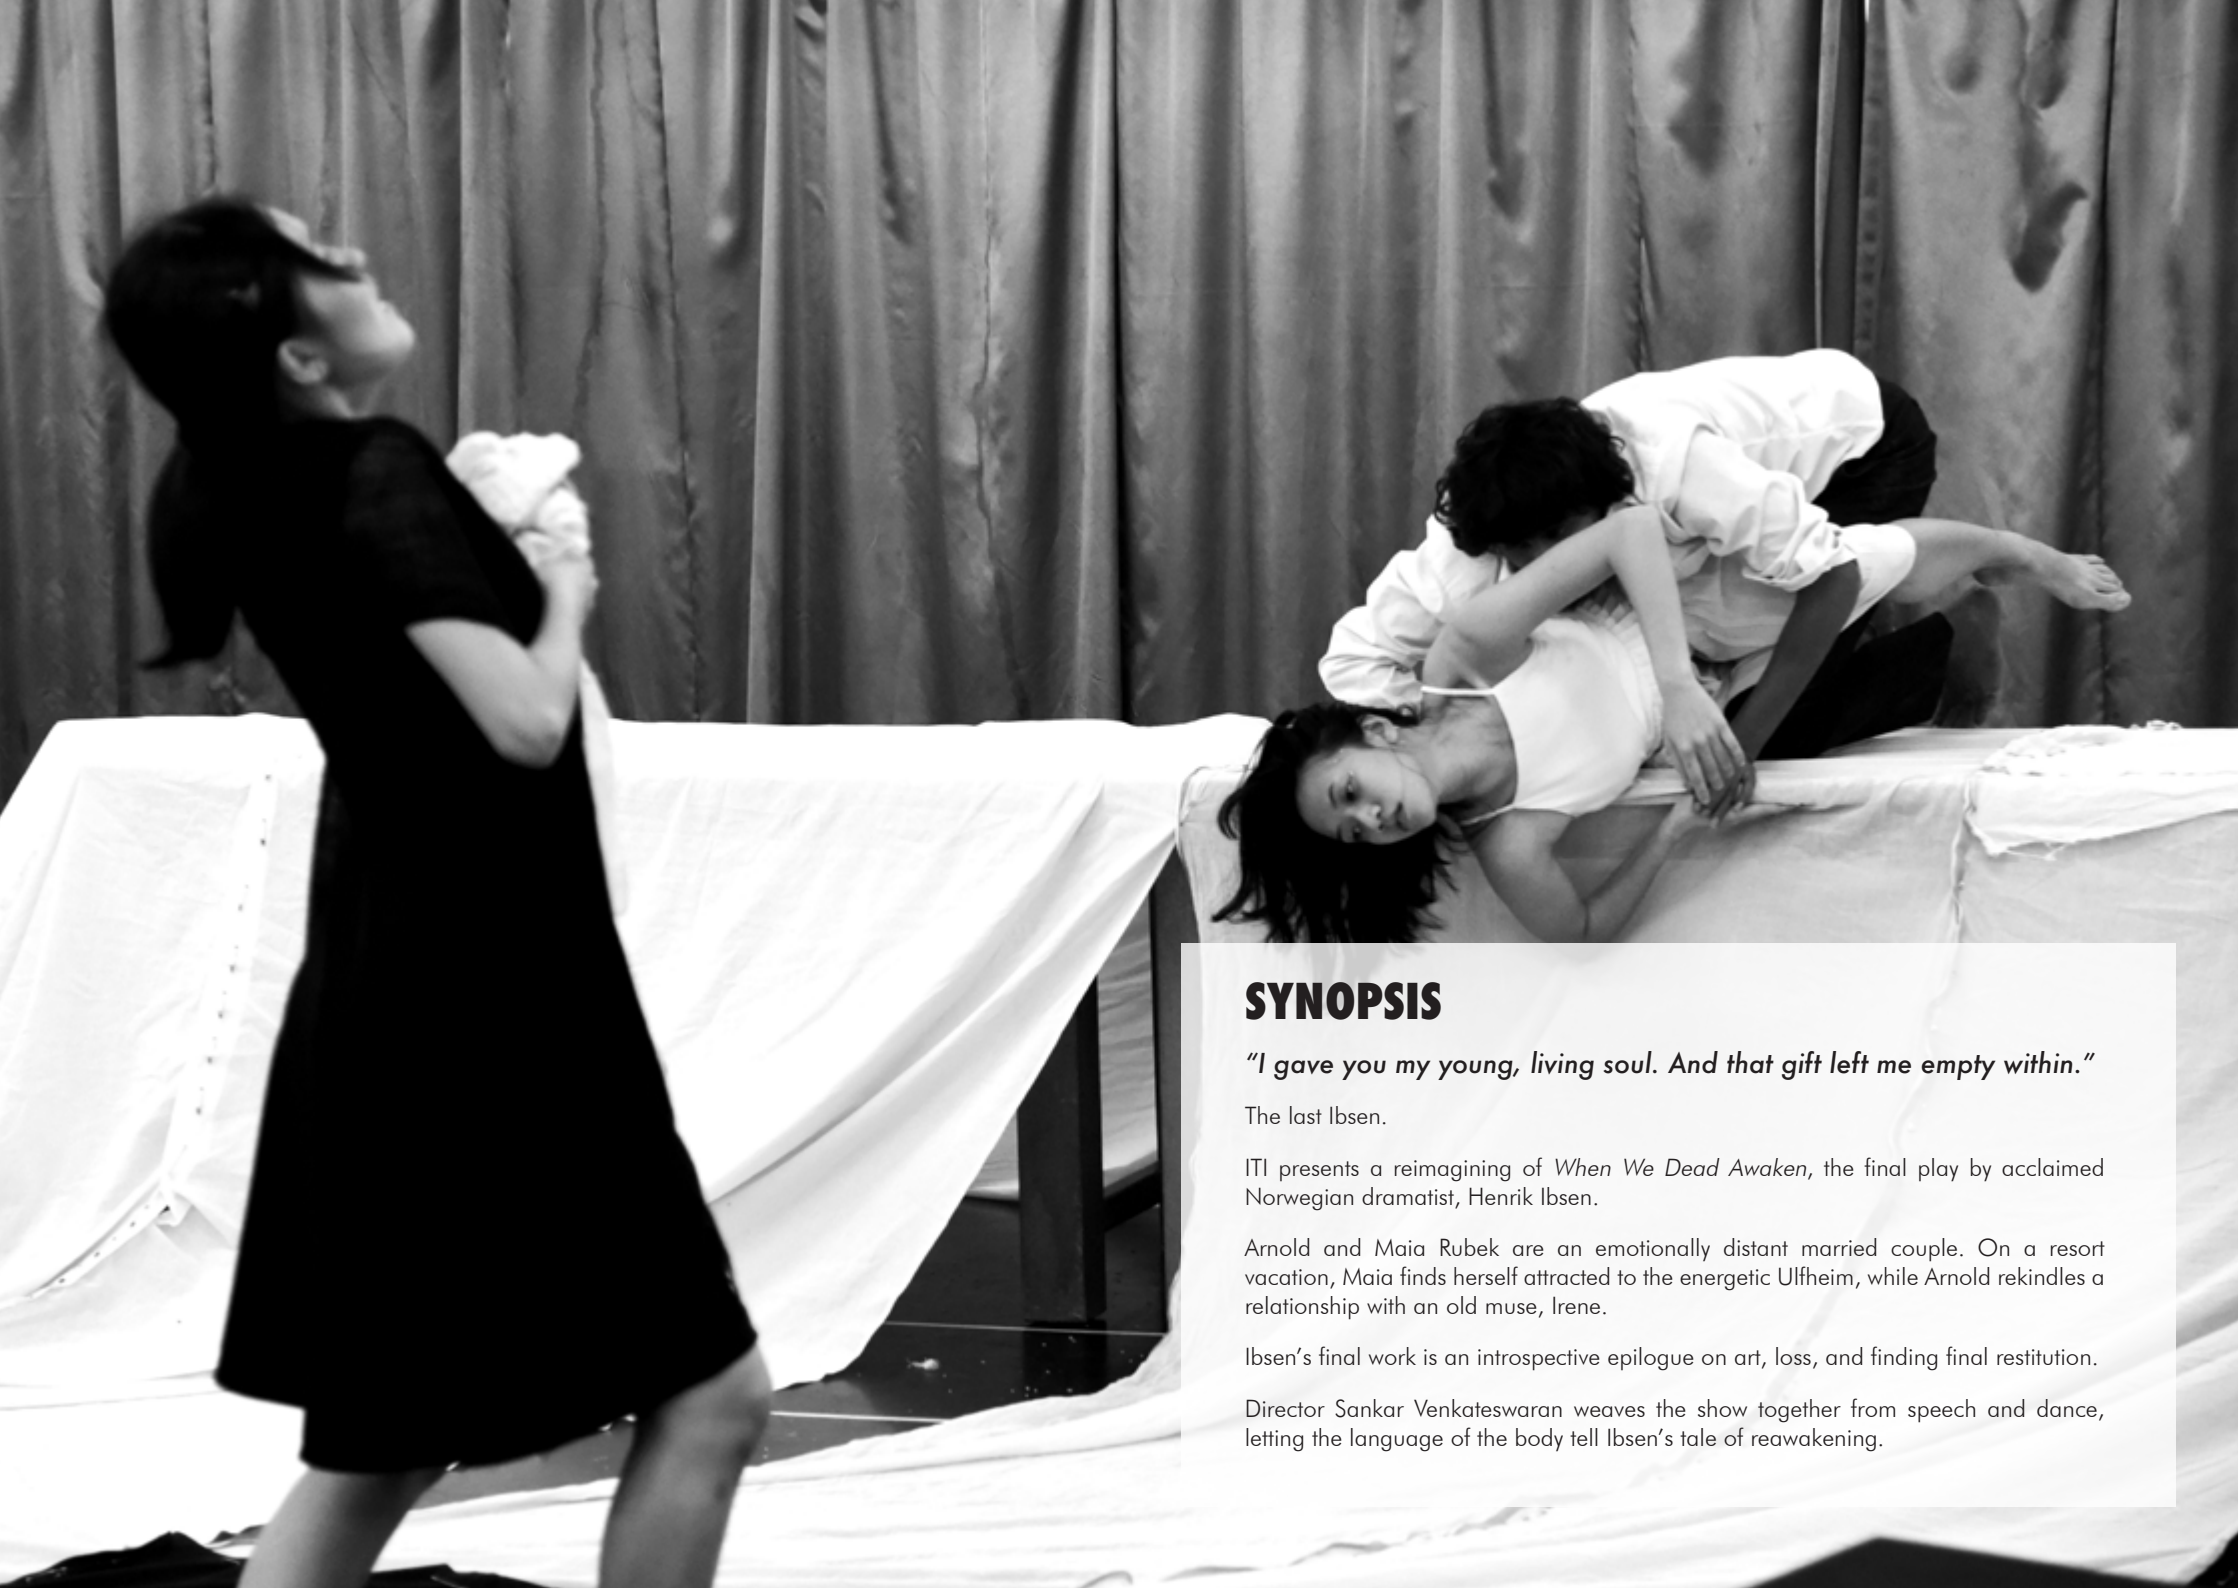 SYNOPSIS
“I gave you my young, living soul. And that gift left me empty within.”
The last Ibsen.
ITI presents a reimagining of When We Dead Awaken, the final play by acclaimed
Norwegian dramatist, Henrik Ibsen.
Arnold and Maia Rubek are an emotionally distant married couple. On a resort
vacation, Maia finds herself attracted to the energetic Ulfheim, while Arnold rekindles a
relationship with an old muse, Irene.
Ibsen’s final work is an introspective epilogue on art, loss, and finding final restitution.
Director Sankar Venkateswaran weaves the show together from speech and dance,
letting the language of the body tell Ibsen’s tale of reawakening.